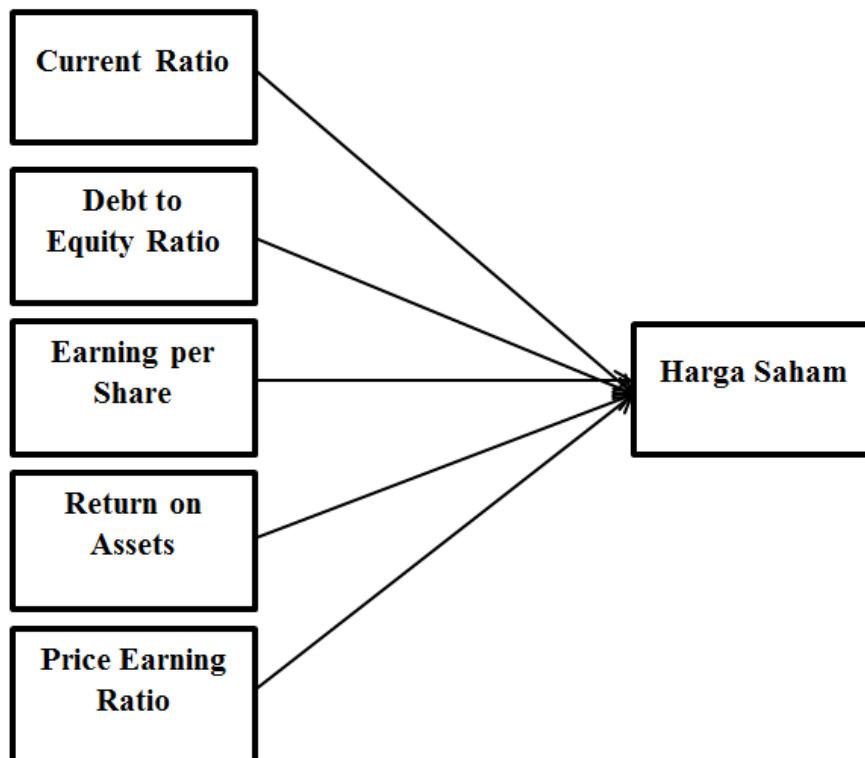 Current Ratio
Debt to
Equity Ratio
Earning per
Share
Harga Saham
Return on
Assets
Price Earning
Ratio